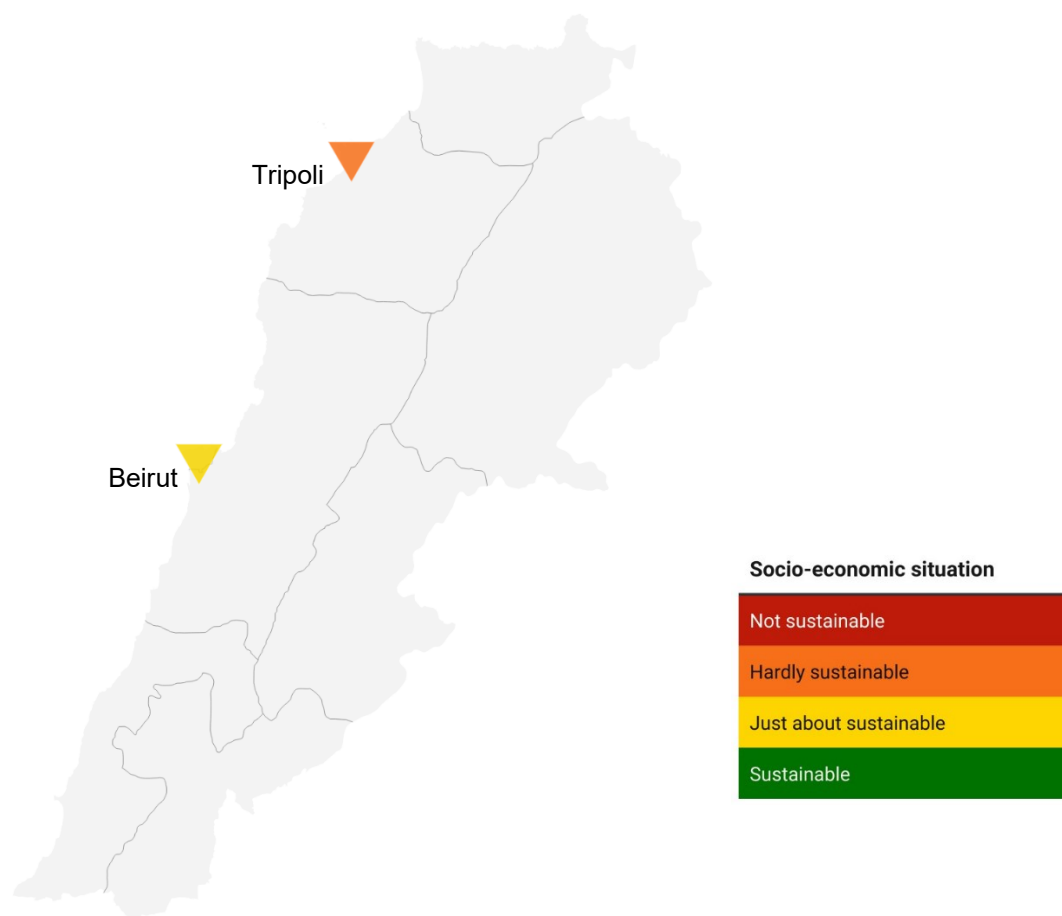 Tripoli
Beirut
Socio-economic situation
Not sustainable
Hardly sustainable
Just about sustainable
Sustainable